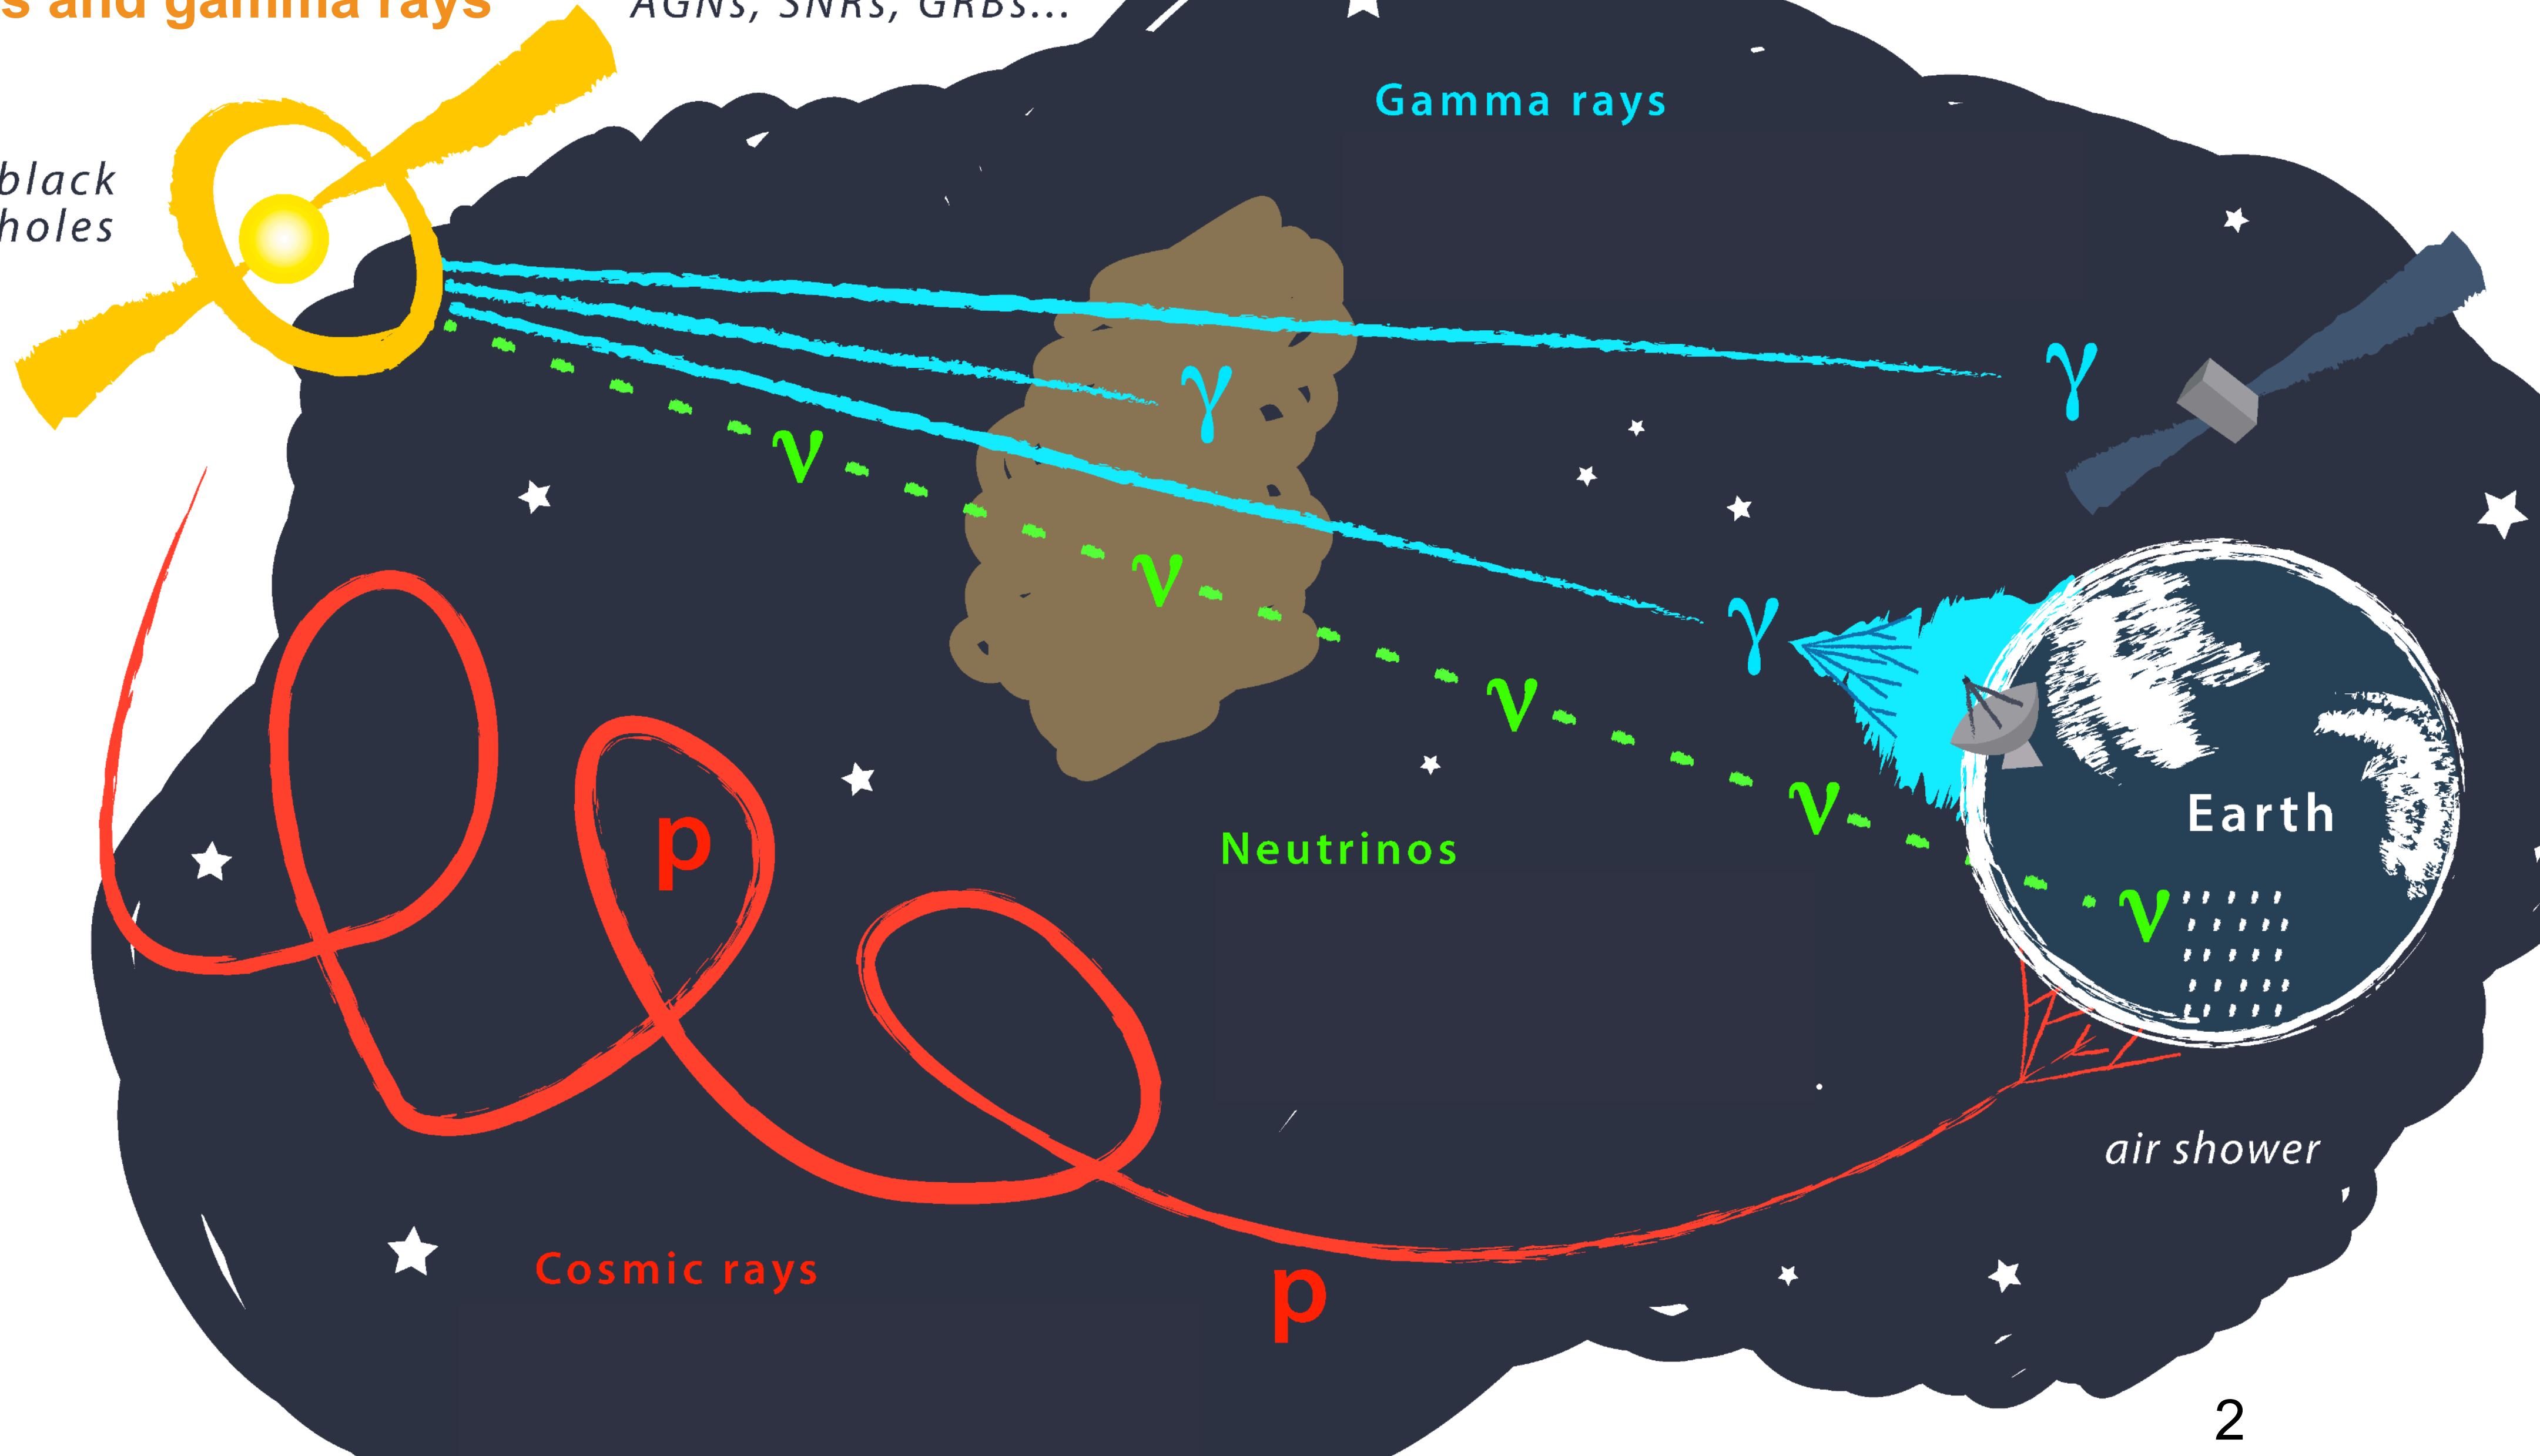 s and gamma rays
AGNs, SNRs, GRBs...
Gamma rays
black
holes
γ
γ
ν
ν
γ
ν
ν
Earth
p
Neutrinos
ν
air shower
Cosmic rays
p
2